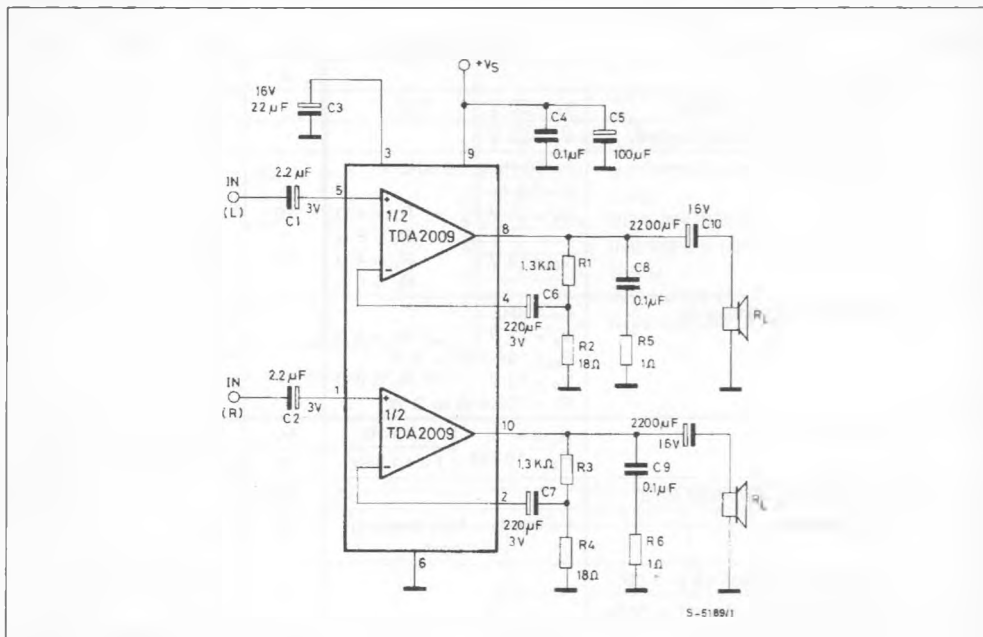 +VS
16V
22µF C3
C4
0.1µF
C5
100µF
3
9
IN
(L)
2.2µF
C1
3V
5
+
1/2
TDA2009
-
8
4
1.3KΩ R1
C6
220µF
3V
R2
18Ω
C8
0.1µF
R5
1Ω
16V
2200µF C10
RL
IN
(R)
2.2µF
C2
3V
1
+
1/2
TDA2009
-
10
2
1.3KΩ R3
C7
220µF
3V
R4
18Ω
C9
0.1µF
R6
1Ω
2200µF
16V
RL
6
S-5189/1